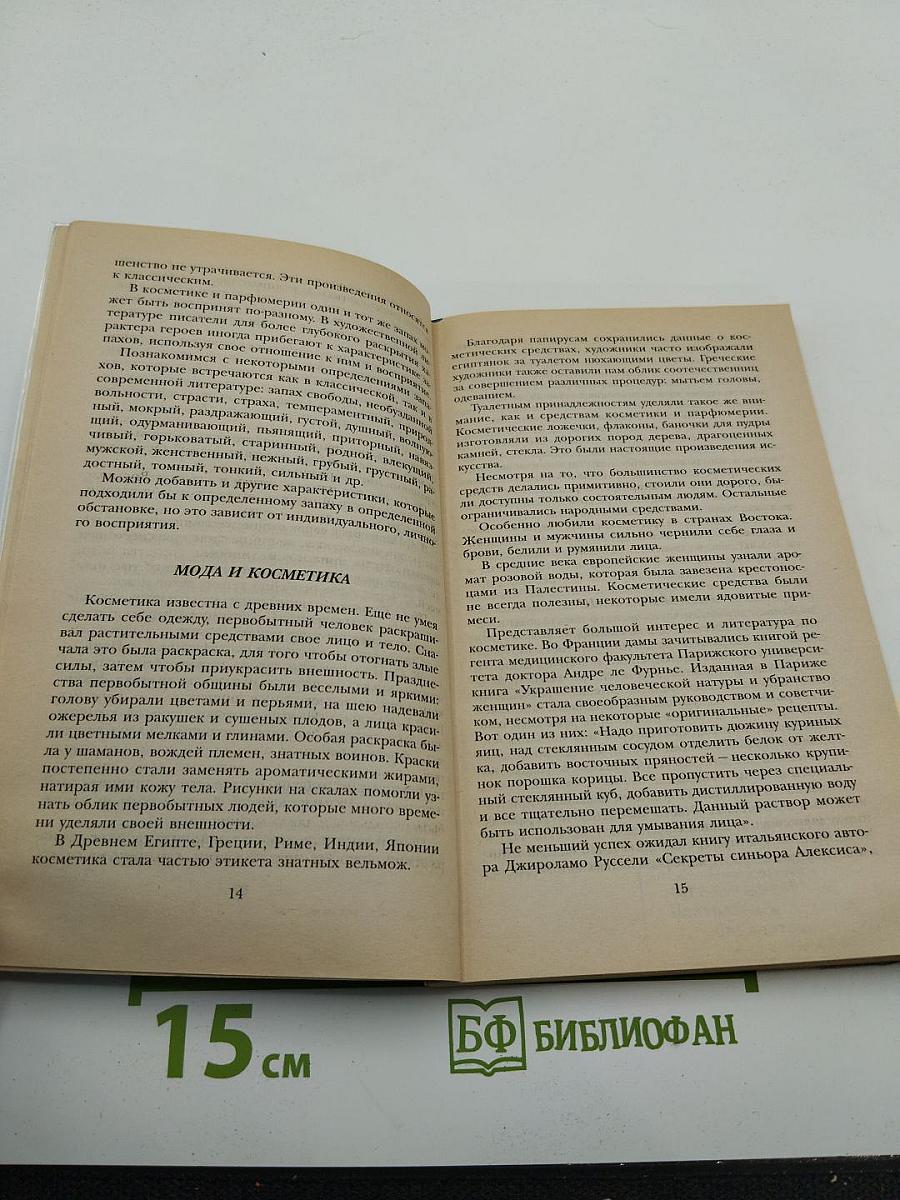 шенство не утрачивается. Эти произведения относятся
к классическим.
В косметике и парфюмерии один и тот же запах мо-
жет быть воспринят по-разному. В художественной ли-
тературе писатели для более глубокого раскрытия ха-
рактера героев иногда прибегают к характеристике за-
пахов, используя свое отношение к ним и восприятие.
Познакомимся с некоторыми определениями запа-
хов, которые встречаются как в классической, так и в
современной литературе: запах свободы, необузданной
вольности, страсти, страха, темпераментный, природ-
ный, мокрый, раздражающий, густой, душный, волную-
щий, одурманивающий, пьянящий, приторный, навяз-
чивый, горьковатый, старинный, родной, влекущий,
мужской, женственный, нежный, грубый, грустный, ра-
достный, томный, тонкий, сильный и др.
Можно добавить и другие характеристики, которые
подходили бы к определенному запаху в определенной
обстановке, но это зависит от индивидуального, лично-
го восприятия.
МОДА И КОСМЕТИКА
Косметика известна с древних времен. Еще не умея
сделать себе одежду, первобытный человек раскраши-
вал растительными средствами свое лицо и тело. Сна-
чала это была раскраска, для того чтобы отогнать злые
силы, затем чтобы приукрасить внешность. Праздне-
ства первобытной общины были веселыми и яркими:
голову убирали цветами и перьями, на шею надевали
ожерелья из ракушек и сушеных плодов, а лица краси-
ли цветными мелками и глинами. Особая раскраска бы-
ла у шаманов, вождей племен, знатных воинов. Краски
постепенно стали заменять ароматическими жирами,
натирая ими кожу тела. Рисунки на скалах помогли уз-
нать облик первобытных людей, которые много време-
ни уделяли своей внешности.
В Древнем Египте, Греции, Риме, Индии, Японии
косметика стала частью этикета знатных вельмож.
14
Благодаря папирусам сохранились данные о кос-
метических средствах, художники часто изображали
египтянок за туалетом нюхающими цветы. Греческие
художники также оставили нам облик соотечественниц
за совершением различных процедур: мытьем головы,
одеванием.
Туалетным принадлежностям уделяли такое же вни-
мание, как и средствам косметики и парфюмерии.
Косметические ложечки, флаконы, баночки для пудры
изготовляли из дорогих пород дерева, драгоценных
камней, стекла. Это были настоящие произведения ис-
кусства.
Несмотря на то, что большинство косметических
средств делались примитивно, стоили они дорого, бы-
ли доступны только состоятельным людям. Остальные
ограничивались народными средствами.
Особенно любили косметику в странах Востока.
Женщины и мужчины сильно чернили себе глаза и
брови, белили и румянили лица.
В средние века европейские женщины узнали аро-
мат розовой воды, которая была завезена крестонос-
цами из Палестины. Косметические средства были
не всегда полезны, некоторые имели ядовитые при-
меси.
Представляет большой интерес и литература по
косметике. Во Франции дамы зачитывались книгой ре-
гента медицинского факультета Парижского универси-
тета доктора Андре ле Фурнье. Изданная в Париже
книга «Украшение человеческой натуры и убранство
женщин» стала своеобразным руководством и советчи-
ком, несмотря на некоторые «оригинальные» рецепты.
Вот один из них: «Надо приготовить дюжину куриных
яиц, над стеклянным сосудом отделить белок от желт-
ка, добавить восточных пряностей — несколько крупи-
нок порошка корицы. Все пропустить через специаль-
ный стеклянный куб, добавить дистиллированную воду
и все тщательно перемешать. Данный раствор может
быть использован для умывания лица».
Не меньший успех ожидал книгу итальянского авто-
ра Джироламо Руссели «Секреты синьора Алексиса»,
15
15 см
БФ БИБЛИОФАН